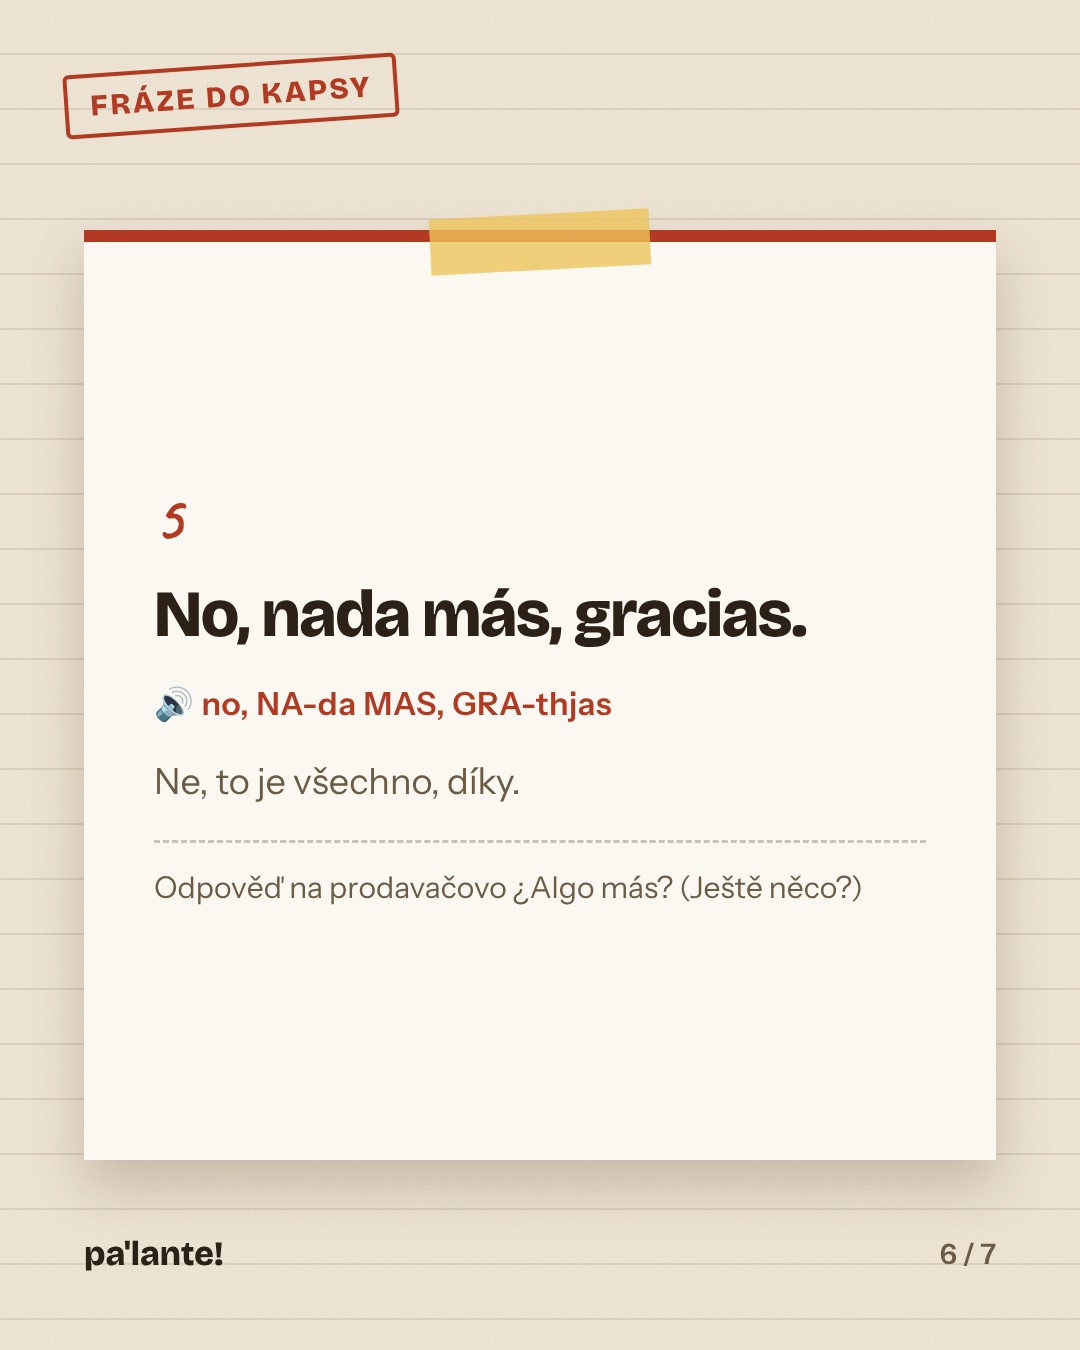 FRÁZE DO KAPSY
5
No, nada más, gracias.
🔊 no, NA-da MAS, GRA-thjas
Ne, to je všechno, díky.
Odpověď na prodavačovo ¿Algo más? (Ještě něco?)
pa'lante!
6 / 7